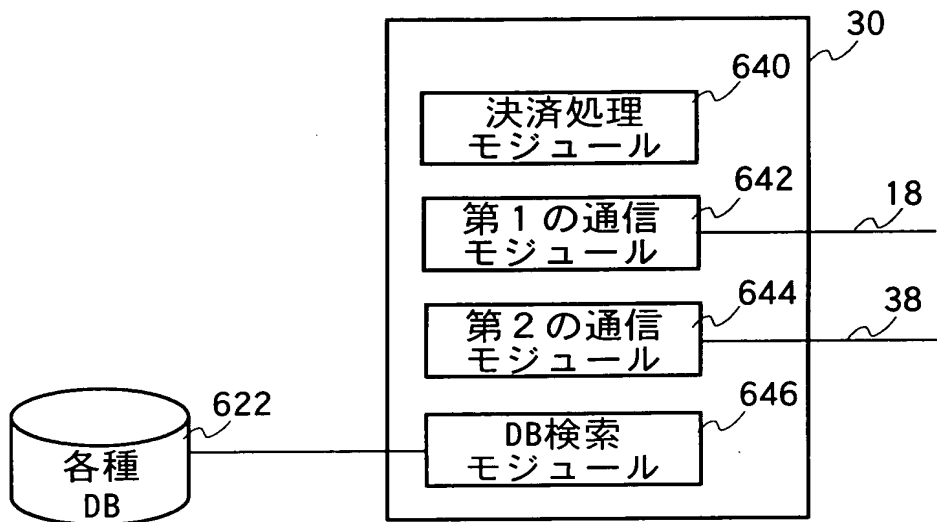 30
640
決済処理
モジュール
642
第1の通信
モジュール
18
644
第2の通信
モジュール
38
646
DB検索
モジュール
622
各種
DB